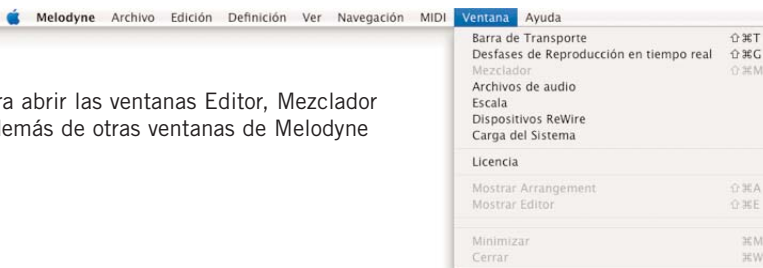 Melodyne Archivo Edición Definición Ver Navegación MIDI Ventana Ayuda
Barra de Transporte ⇧⌘T
Desfases de Reproducción en tiempo real ⇧⌘G
Mezclador ⇧⌘M
Archivos de audio
Escala
Dispositivos ReWire
Carga del Sistema
Licencia
Mostrar Arrangement ⇧⌘A
Mostrar Editor ⇧⌘E
Minimizar ⌘M
Cerrar ⌘W
abrir las ventanas Editor, Mezclador
de otras ventanas de Melodyne